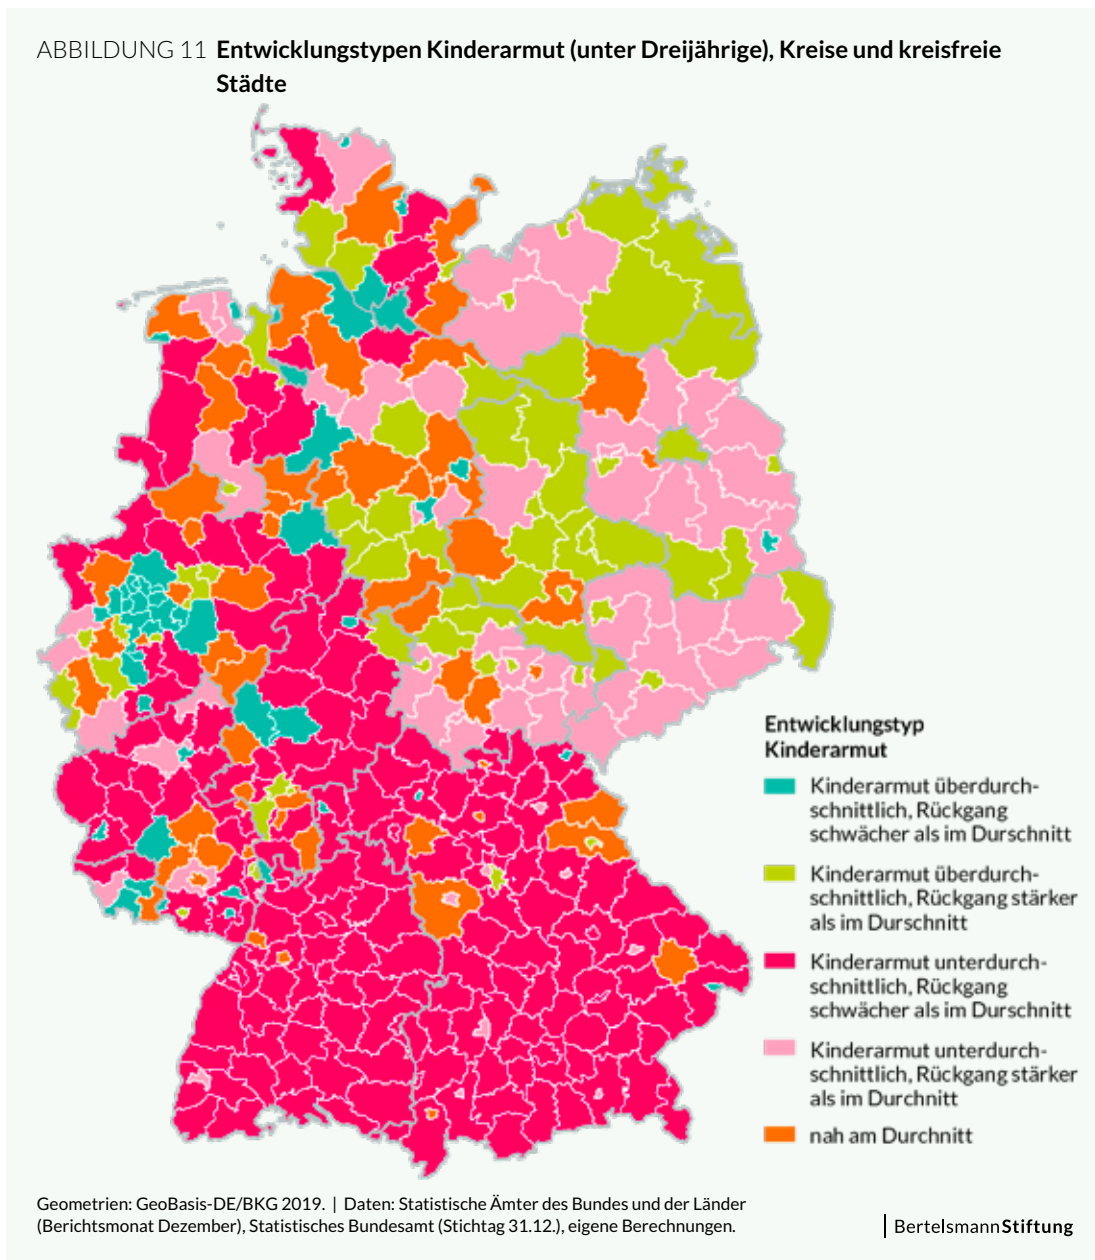 ABBILDUNG 11 Entwicklungstypen Kinderarmut (unter Dreijährige), Kreise und kreisfreie
Städte
Entwicklungstyp
Kinderarmut
Kinderarmut überdurch-
schnittlich, Rückgang
schwächer als im Durschnitt
Kinderarmut überdurch-
schnittlich, Rückgang stärker
als im Durschnitt
Kinderarmut unterdurch-
schnittlich, Rückgang
schwächer als im Durschnitt
Kinderarmut unterdurch-
schnittlich, Rückgang stärker
als im Durchnitt
nah am Durchnitt
Geometrien: GeoBasis-DE/BKG 2019. | Daten: Statistische Ämter des Bundes und der Länder
(Berichtsmonat Dezember), Statistisches Bundesamt (Stichtag 31.12.), eigene Berechnungen.
BertelsmannStiftung